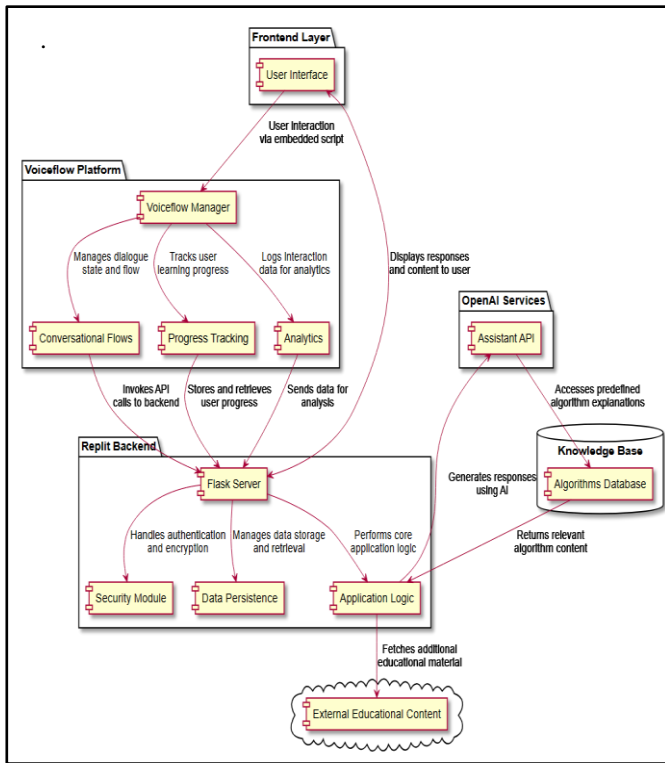 Frontend Layer
User Interface
User Interaction
via embedded script
Voiceflow Platform
Voiceflow Manager
Manages dialogue
state and flow
Tracks user
learning progress
Logs Interaction
data for analytics
Displays responses
and content to user
Conversational Flows
Progress Tracking
Analytics
OpenAI Services
Assistant API
Invokes API
calls to backend
Stores and retrieves
user progress
Sends data for
analysis
Accesses predefined
algorithm explanations
Replit Backend
Flask Server
Knowledge Base
Algorithms Database
Generates responses
using AI
Handles authentication
and encryption
Manages data storage
and retrieval
Performs core
application logic
Returns relevant
algorithm content
Security Module
Data Persistence
Application Logic
Fetches additional
educational material
External Educational Content